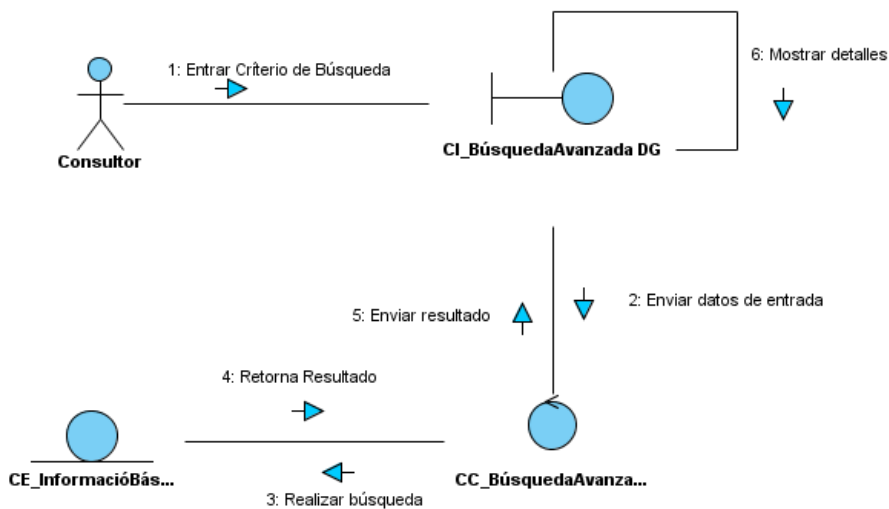 1: Entrar Críterio de Búsqueda
6: Mostrar detalles
Consultor
CI_BúsquedaAvanzada DG
5: Enviar resultado
2: Enviar datos de entrada
4: Retorna Resultado
CE_InformacióBás...
CC_BúsquedaAvanza...
3: Realizar búsqueda